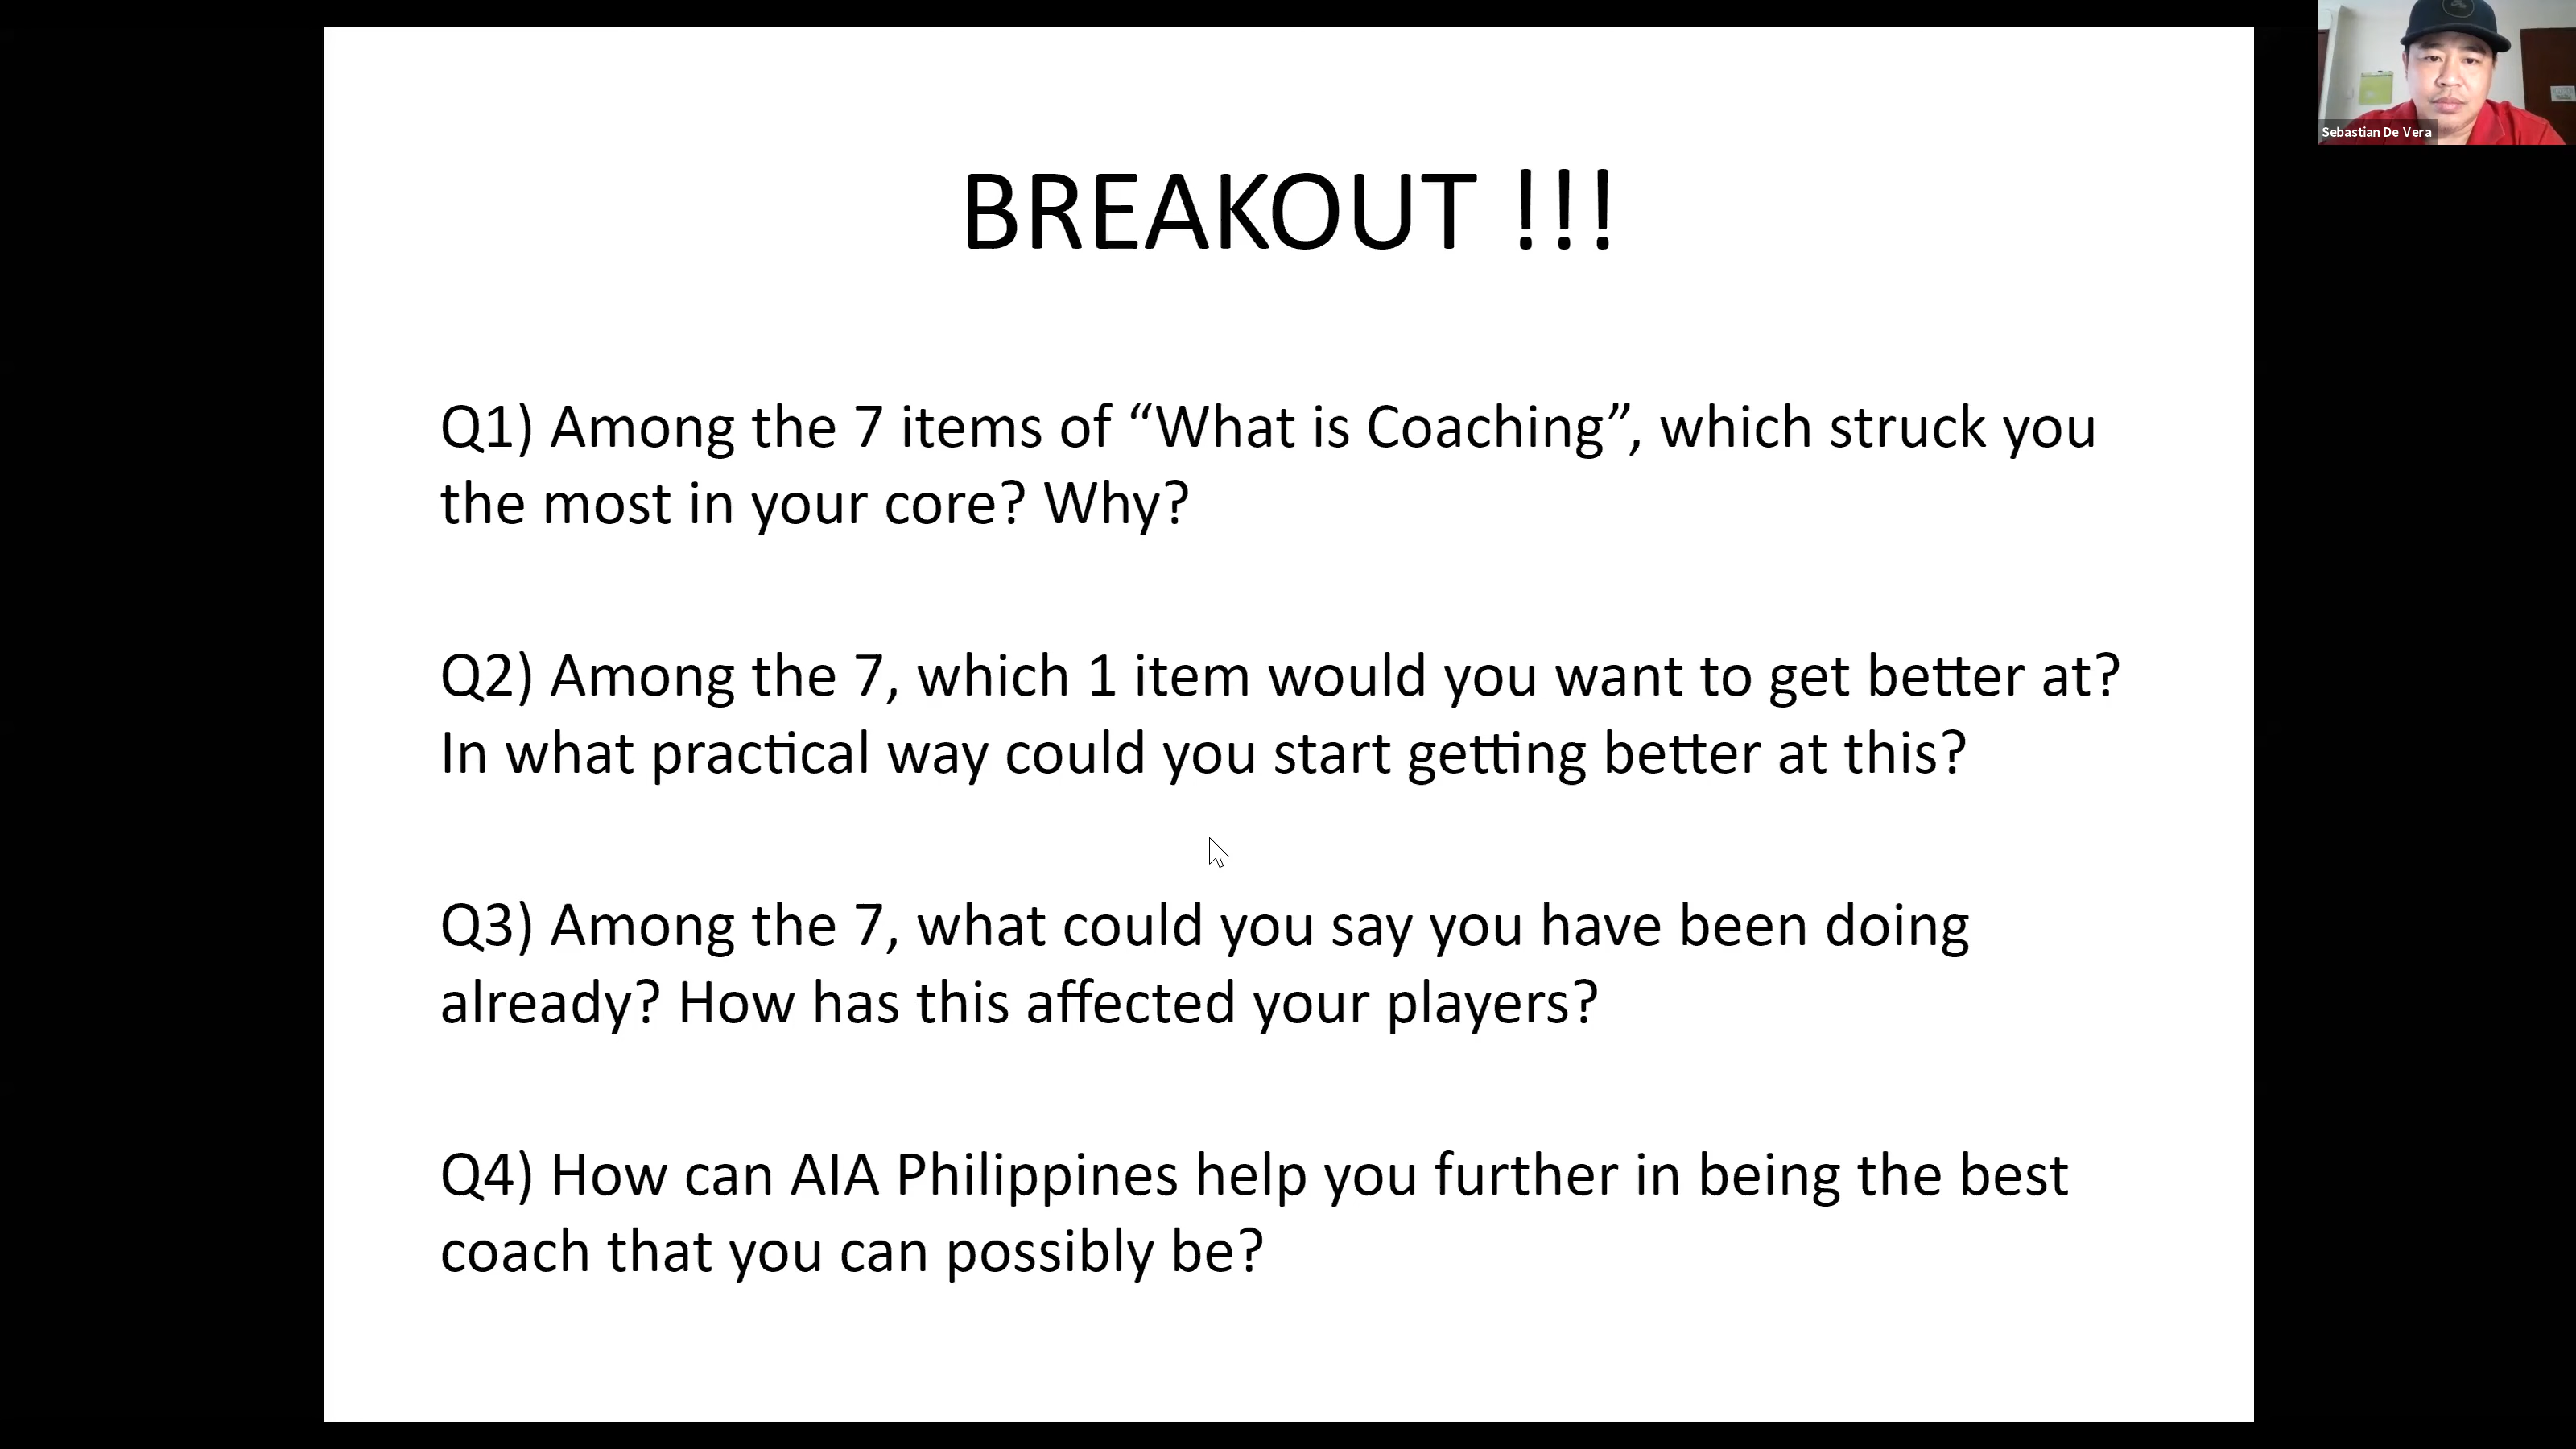 BREAKOUT !!!
Sebastian De Vera
Q1) Among the 7 items of “What is Coaching”, which struck you
the most in your core? Why?
Q2) Among the 7, which 1 item would you want to get better at?
In what practical way could you start getting better at this?
Q3) Among the 7, what could you say you have been doing
already? How has this affected your players?
Q4) How can AIA Philippines help you further in being the best
coach that you can possibly be?